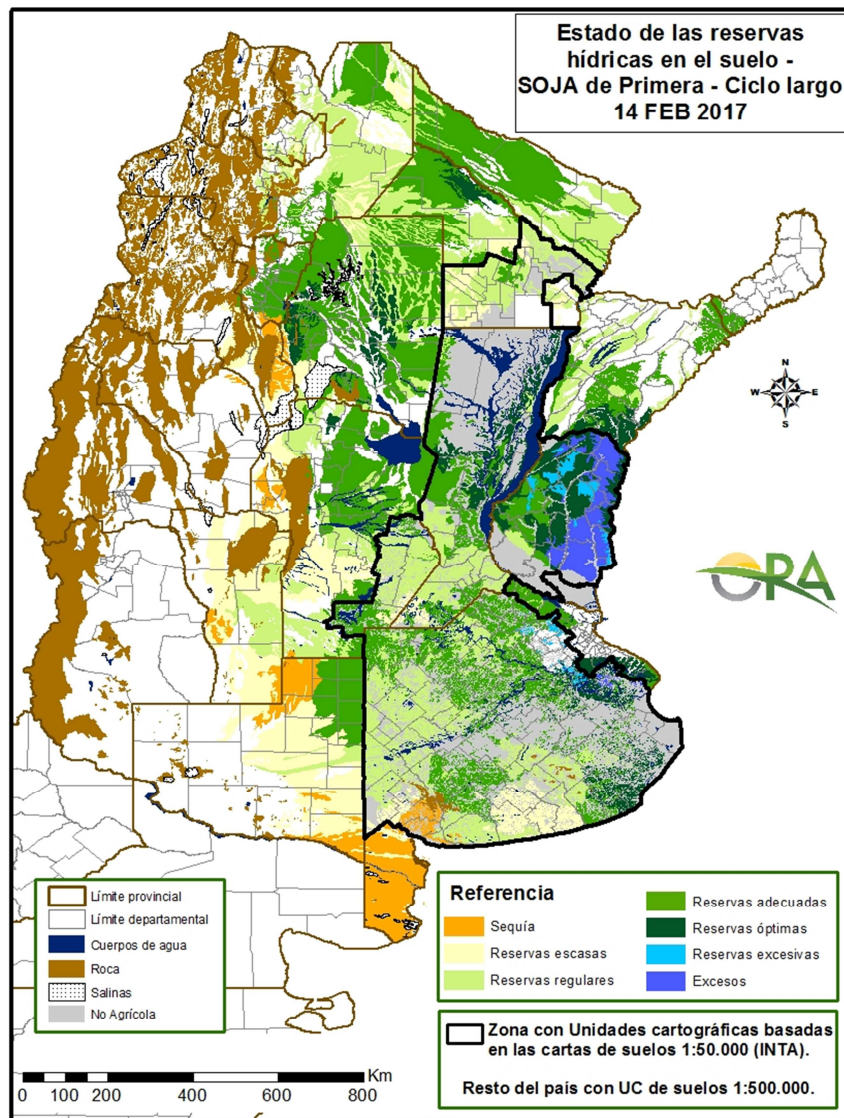 Estado de las reservas
hídricas en el suelo -
SOJA de Primera - Ciclo largo
14 FEB 2017
N
W E
S
ORA
Límite provincial
Límite departamental
Cuerpos de agua
Roca
Salinas
No Agrícola
Referencia
Sequía
Reservas escasas
Reservas regulares
Reservas adecuadas
Reservas óptimas
Reservas excesivas
Excesos
Zona con Unidades cartográficas basadas
en las cartas de suelos 1:50.000 (INTA).
Resto del país con UC de suelos 1:500.000.
Km
0 100 200 400 600 800